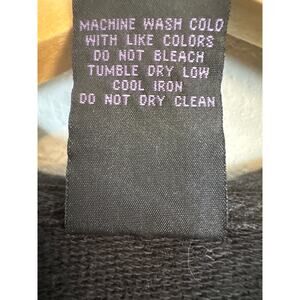 MACHINE WASH COLD
WITH LIKE COLORS
DO NOT BLEACH
TUMBLE DRY LOW
COOL IRON
DO NOT DRY CLEAN